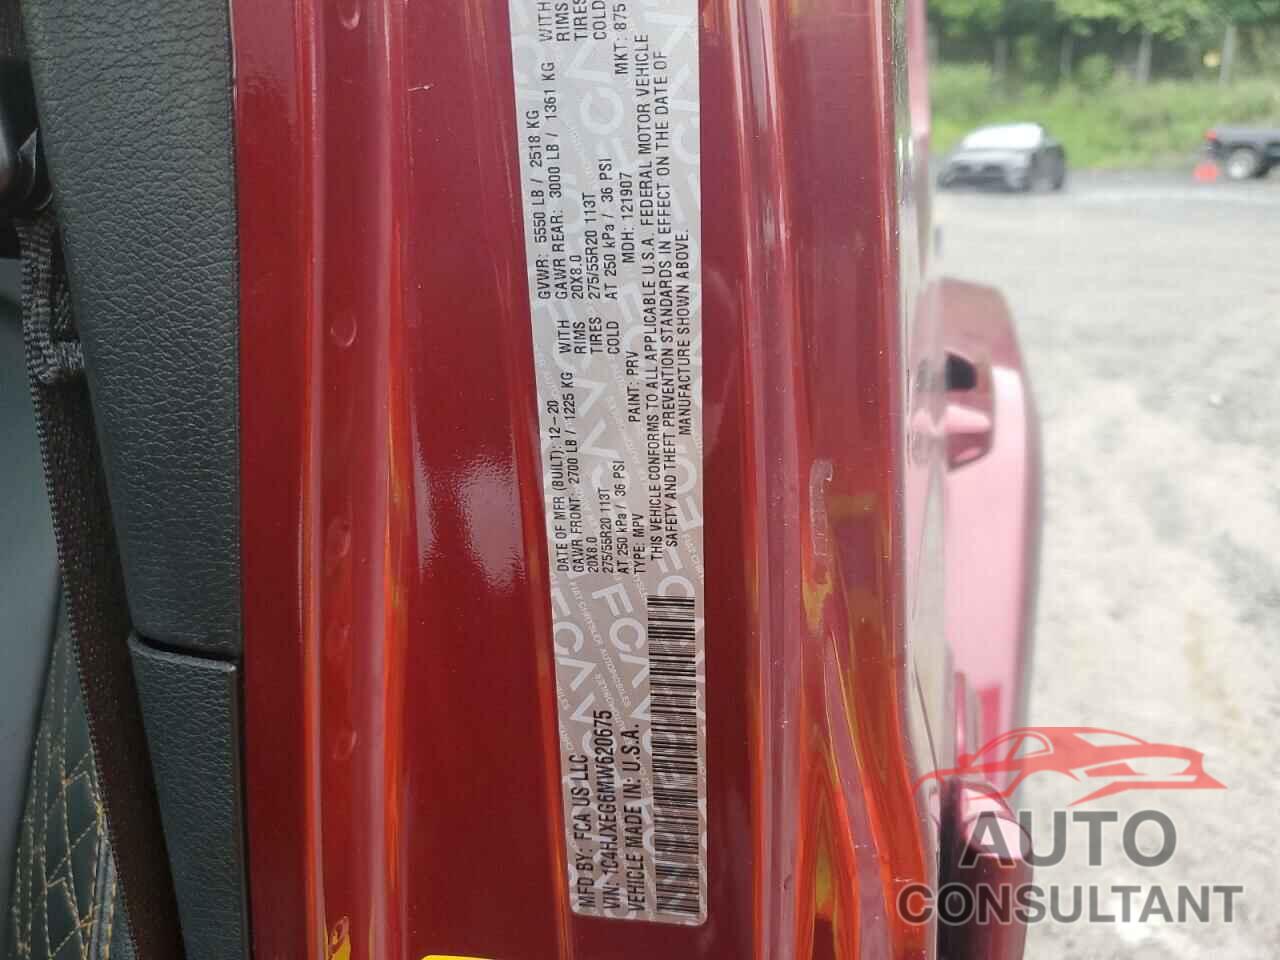 MFD BY: FCA US LLC
DATE OF MFR (BUILT): 12-20
GVWR: 5550 LB / 2518 KG
GAWR FRONT: 2700 LB / 1225 KG WITH
GAWR REAR: 3000 LB / 1361 KG WITH
20X8.0 RIMS
20X8.0 RIMS
275/55R20 113T TIRES
275/55R20 113T TIRES
AT 250 kPa / 36 PSI COLD
AT 250 kPa / 36 PSI COLD
TYPE: MPV PAINT: PRV MDH: 121907 MKT: 875
THIS VEHICLE CONFORMS TO ALL APPLICABLE U.S.A. FEDERAL MOTOR VEHICLE
SAFETY AND THEFT PREVENTION STANDARDS IN EFFECT ON THE DATE OF
MANUFACTURE SHOWN ABOVE.
VIN: 1C4HJXEG6MW620675
VEHICLE MADE IN: U.S.A.
AUTO
CONSULTANT